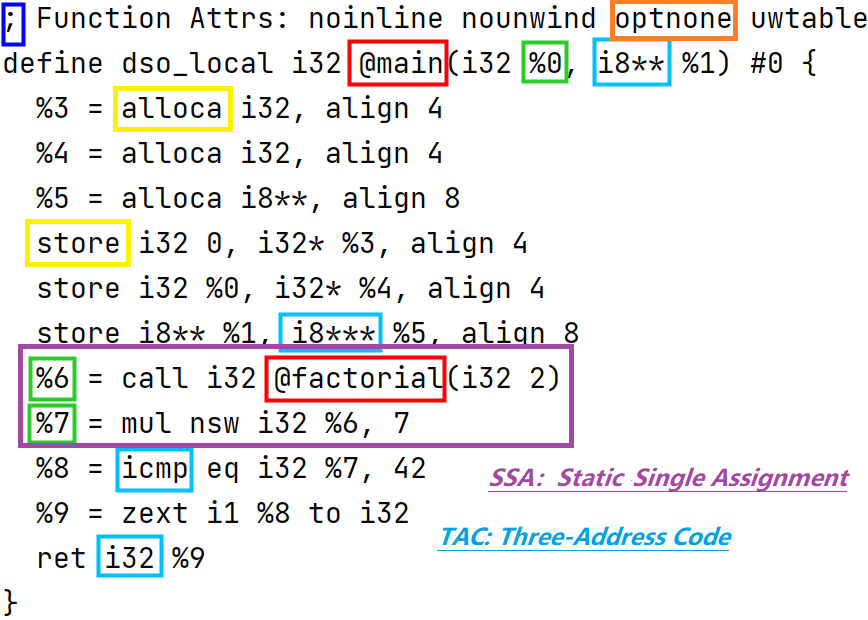 ; Function Attrs: noinline nounwind optnone uwtable
define dso_local i32 @main(i32 %0, i8** %1) #0 {
%3 = alloca i32, align 4
%4 = alloca i32, align 4
%5 = alloca i8**, align 8
store i32 0, i32* %3, align 4
store i32 %0, i32* %4, align 4
store i8** %1, i8*** %5, align 8
%6 = call i32 @factorial(i32 2)
%7 = mul nsw i32 %6, 7
%8 = icmp eq i32 %7, 42
SSA: Static Single Assignment
%9 = zext i1 %8 to i32
TAC: Three-Address Code
ret i32 %9
}